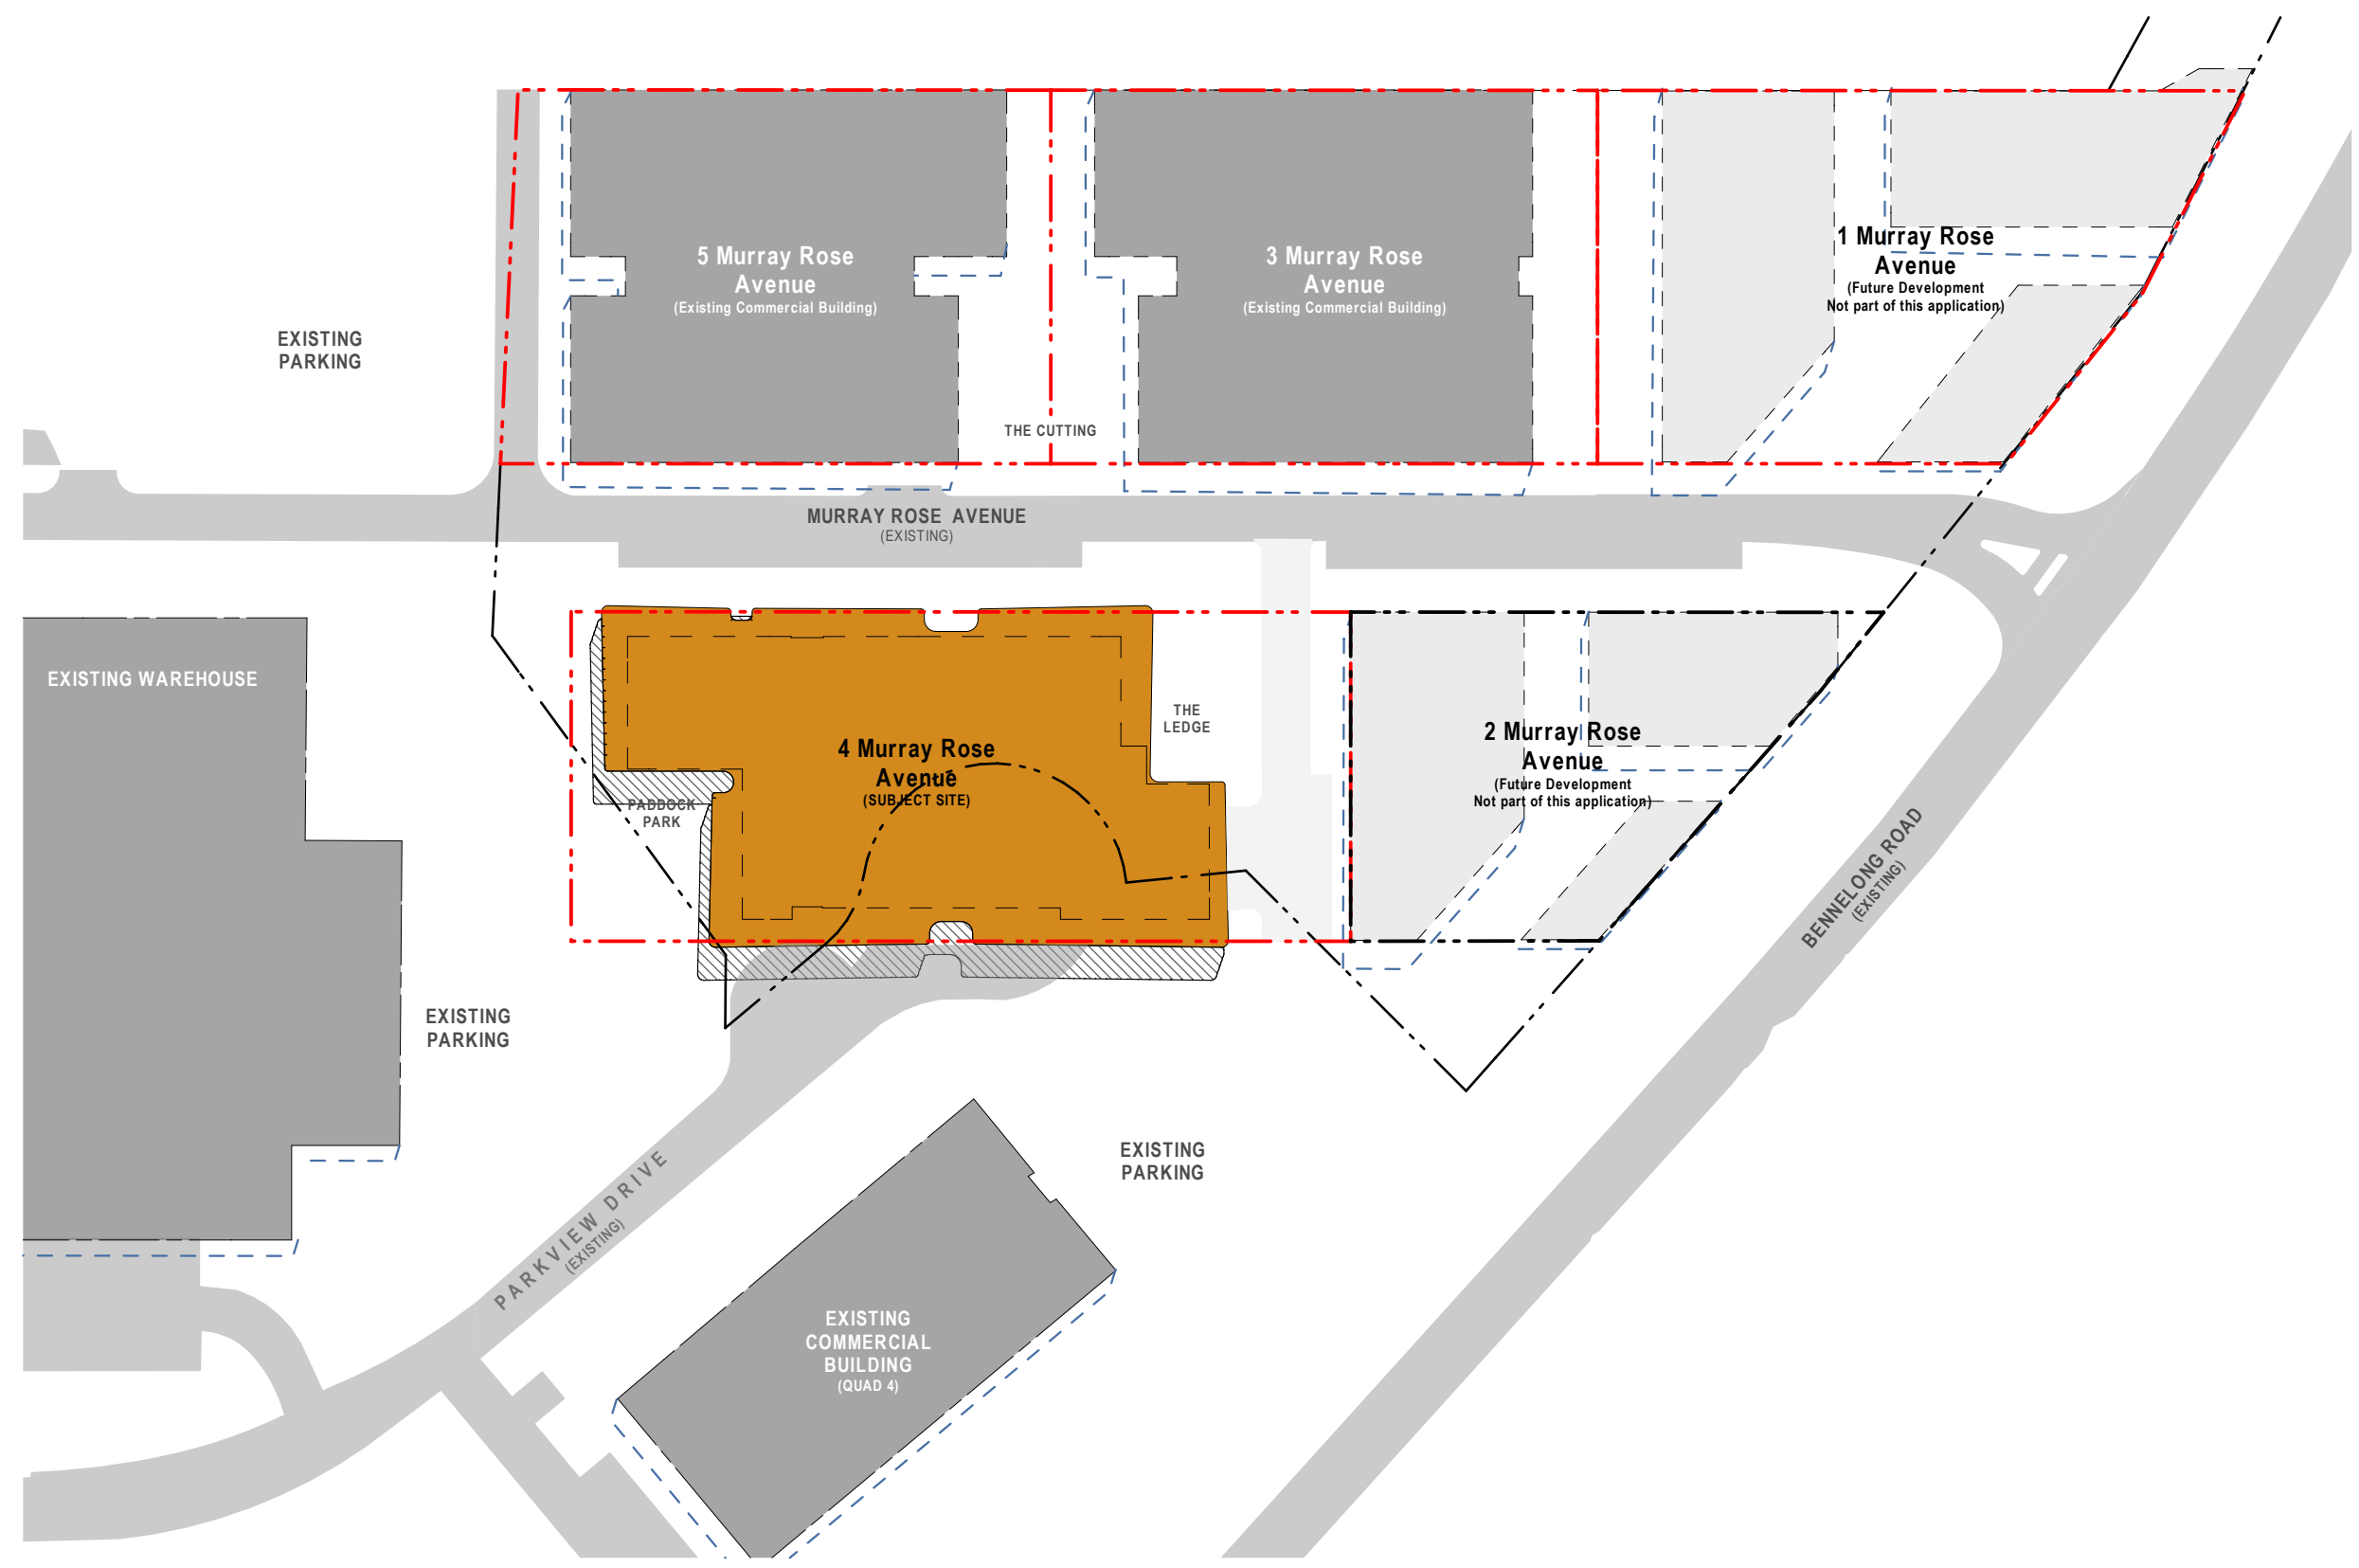 5 Murray Rose
Avenue
(Existing Commercial Building)
3 Murray Rose
Avenue
(Existing Commercial Building)
1 Murray Rose
Avenue
(Future Development
Not part of this application)
EXISTING
PARKING
THE CUTTING
MURRAY ROSE AVENUE
(EXISTING)
EXISTING WAREHOUSE
4 Murray Rose
Avenue
(SUBJECT SITE)
THE
LEDGE
PADDOCK
PARK
2 Murray Rose
Avenue
(Future Development
Not part of this application)
BENNELONG ROAD
(EXISTING)
EXISTING
PARKING
EXISTING
PARKING
PARKVIEW DRIVE
(EXISTING)
EXISTING
COMMERCIAL
BUILDING
(QUAD 4)